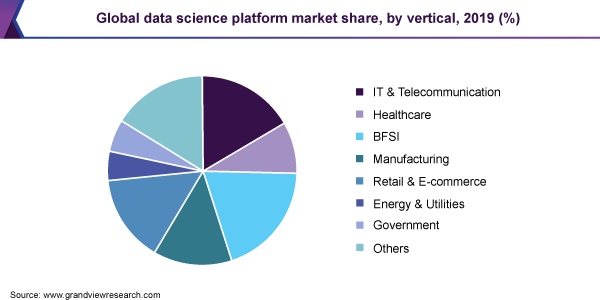 Global data science platform market share, by vertical, 2019 (%)
IT & Telecommunication
Healthcare
BFSI
Manufacturing
Retail & E-commerce
Energy & Utilities
Government
Others
Source: www.grandviewresearch.com